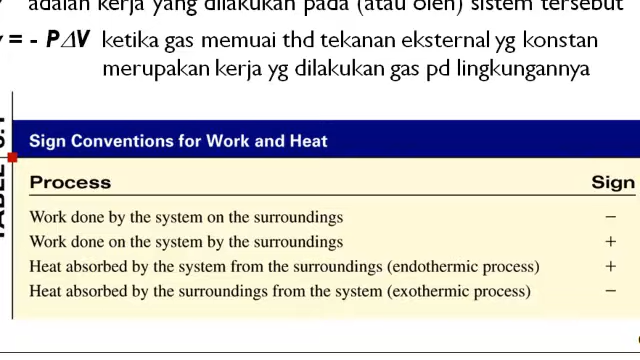 adalah kerja yang dilakukan pada (atau oleh) sistem tersebut
= - PΔV ketika gas memuai thd tekanan eksternal yg konstan
merupakan kerja yg dilakukan gas pd lingkungannya
Sign Conventions for Work and Heat
Process Sign
Work done by the system on the surroundings −
Work done on the system by the surroundings +
Heat absorbed by the system from the surroundings (endothermic process) +
Heat absorbed by the surroundings from the system (exothermic process) −